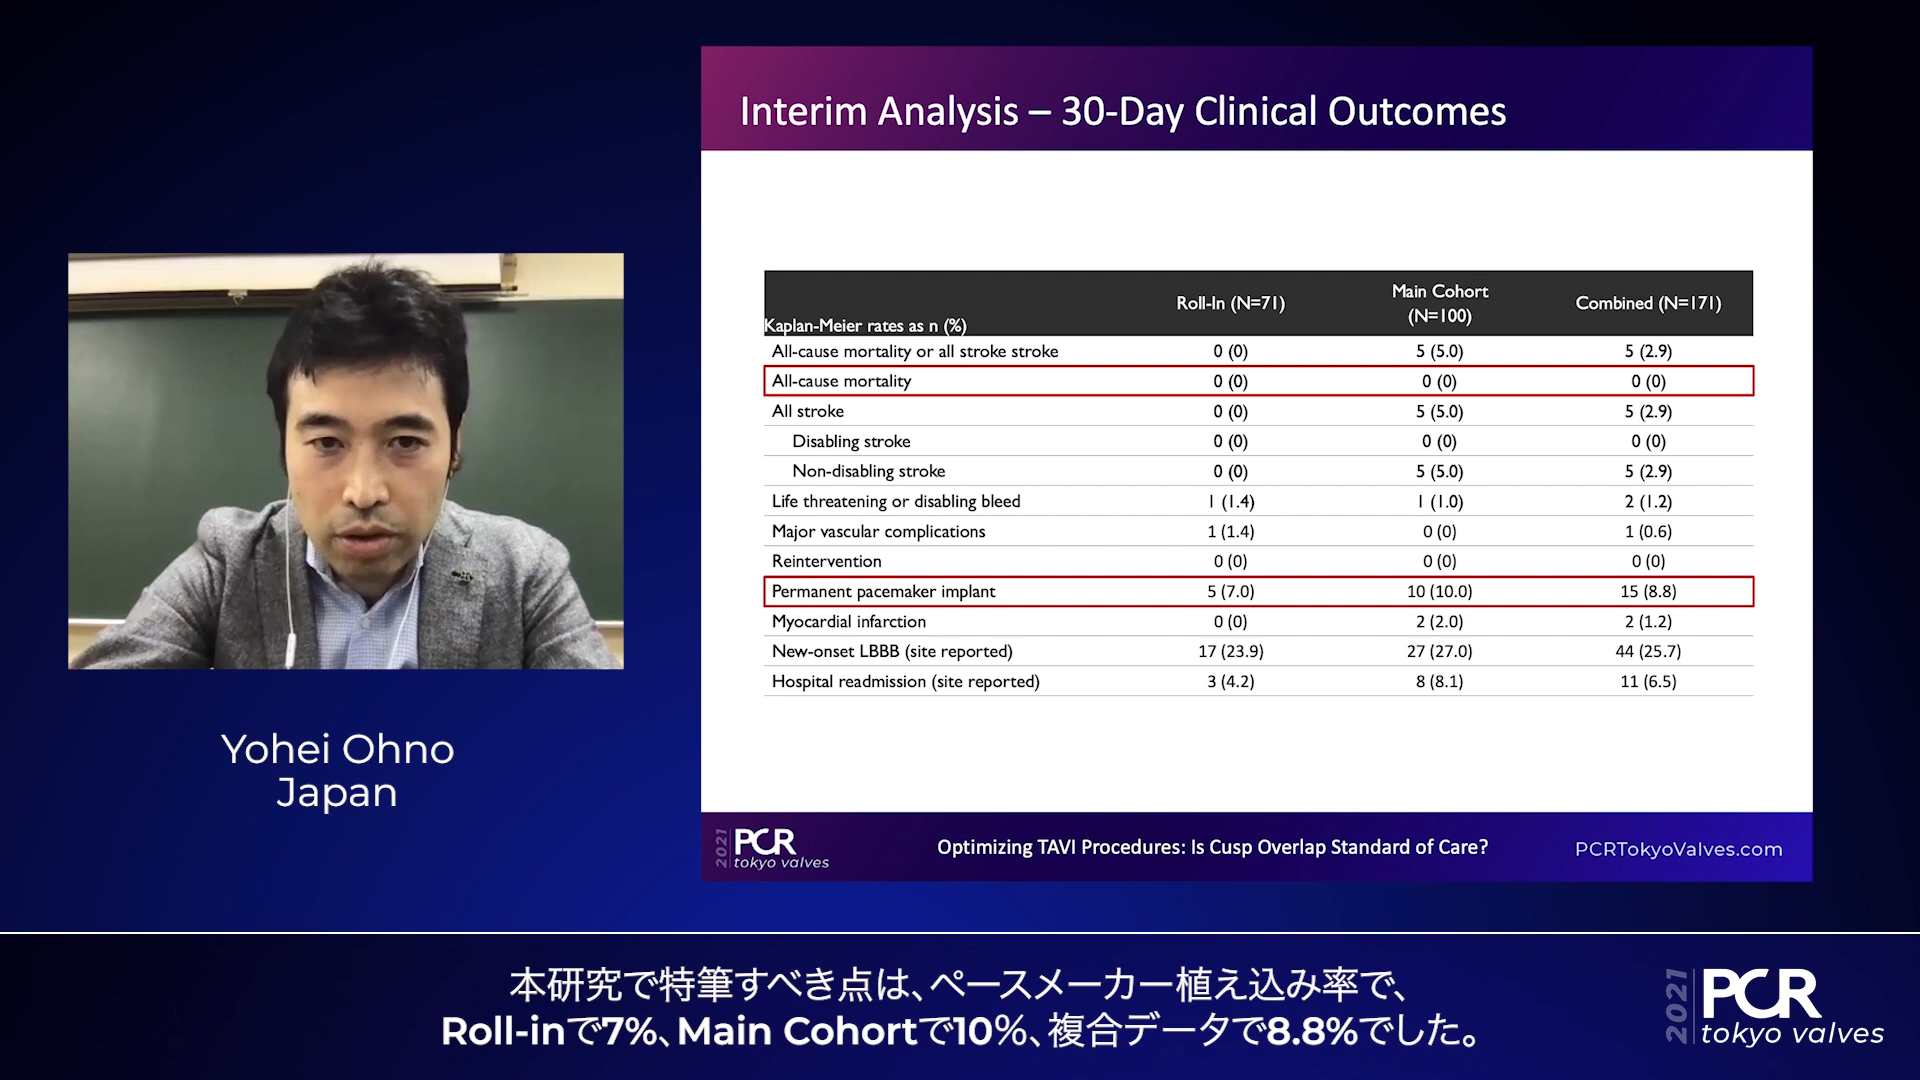 Interim Analysis – 30-Day Clinical Outcomes
Kaplan-Meier rates as n (%) Roll-In (N=71) Main Cohort (N=100) Combined (N=171)
All-cause mortality or all stroke stroke 0 (0) 5 (5.0) 5 (2.9)
All-cause mortality 0 (0) 0 (0) 0 (0)
All stroke 0 (0) 5 (5.0) 5 (2.9)
Disabling stroke 0 (0) 0 (0) 0 (0)
Non-disabling stroke 0 (0) 5 (5.0) 5 (2.9)
Life threatening or disabling bleed 1 (1.4) 1 (1.0) 2 (1.2)
Major vascular complications 1 (1.4) 0 (0) 1 (0.6)
Reintervention 0 (0) 0 (0) 0 (0)
Permanent pacemaker implant 5 (7.0) 10 (10.0) 15 (8.8)
Myocardial infarction 0 (0) 2 (2.0) 2 (1.2)
New-onset LBBB (site reported) 17 (23.9) 27 (27.0) 44 (25.7)
Hospital readmission (site reported) 3 (4.2) 8 (8.1) 11 (6.5)
Yohei Ohno
Japan
2021 PCR
tokyo valves
Optimizing TAVI Procedures: Is Cusp Overlap Standard of Care?
PCRTokyoValves.com
本研究で特筆すべき点は、ペースメーカー植え込み率で、
Roll-inで7%、Main Cohortで10%、複合データで8.8%でした。
2021 PCR
tokyo valves